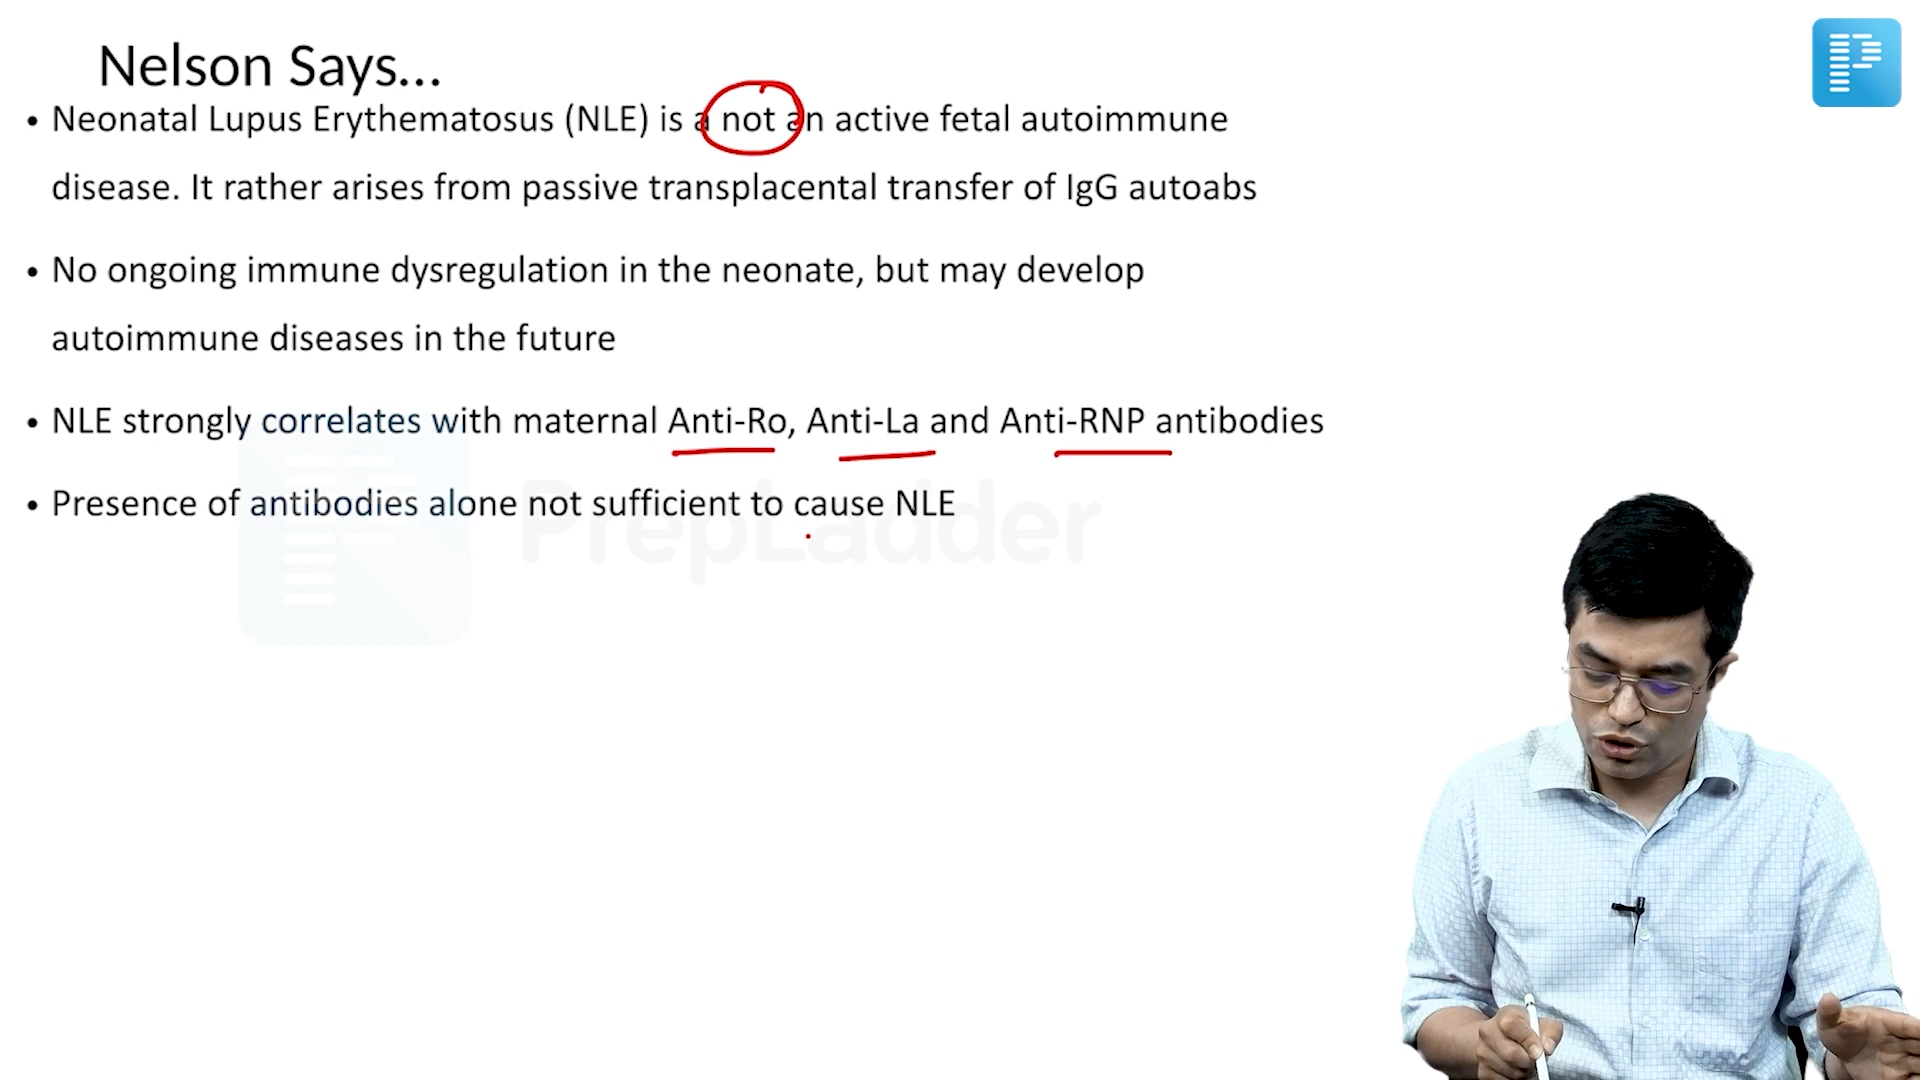 Nelson Says...
• Neonatal Lupus Erythematosus (NLE) is a not an active fetal autoimmune
disease. It rather arises from passive transplacental transfer of IgG autoabs
• No ongoing immune dysregulation in the neonate, but may develop
autoimmune diseases in the future
• NLE strongly correlates with maternal Anti-Ro, Anti-La and Anti-RNP antibodies
• Presence of antibodies alone not sufficient to cause NLE
PrepLadder